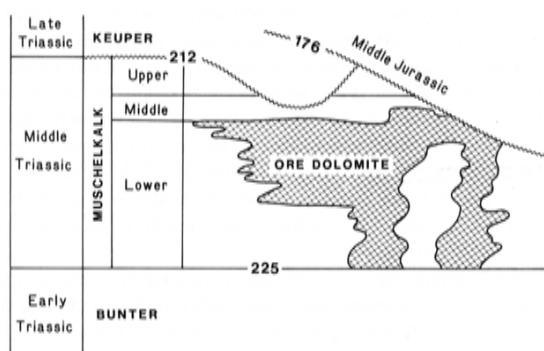 Late
Triassic
KEUPER
212
176
Middle Jurassic
Upper
Middle
Middle
Triassic
MUSCHELKALK
Lower
ORE DOLOMITE
225
Early
Triassic
BUNTER